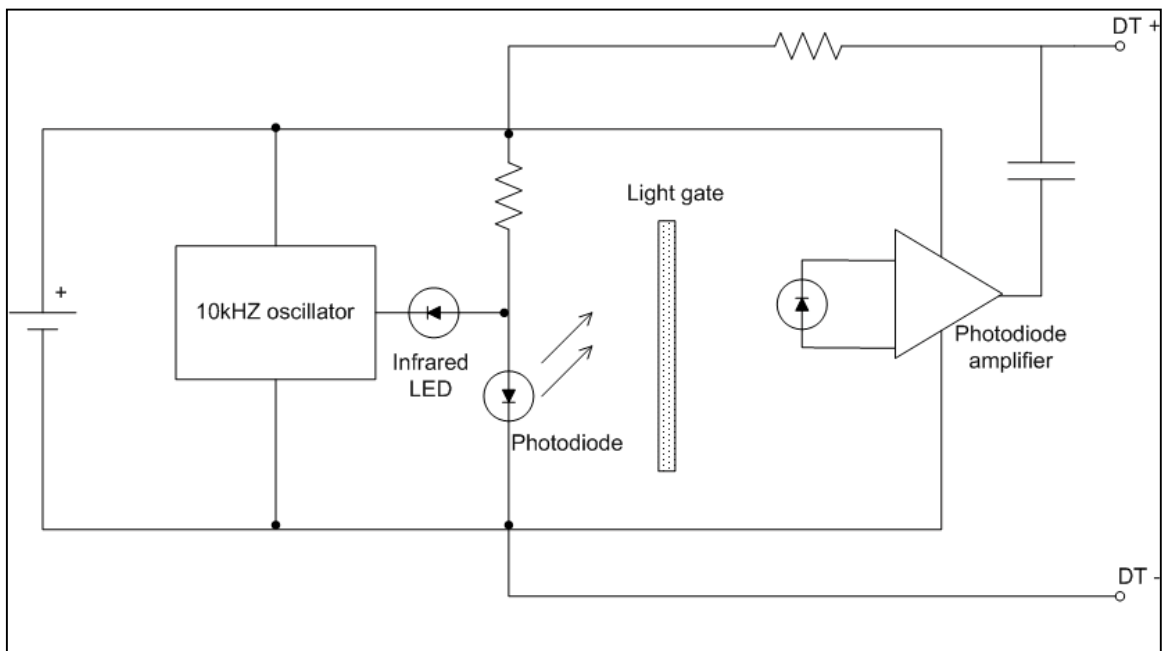 DT +
Light gate
+
10kHZ oscillator
Infrared
LED
Photodiode
amplifier
Photodiode
DT -